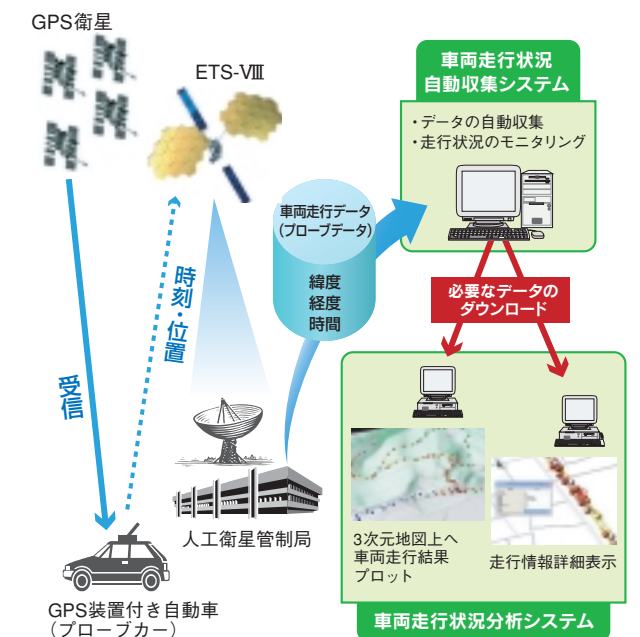 GPS衛星
ETS-Ⅷ
受信
時刻・位置
GPS装置付き自動車
（プローブカー）
人工衛星管制局
車両走行データ
（プローブデータ）
緯度
経度
時間
車両走行状況
自動収集システム
・データの自動収集
・走行状況のモニタリング
必要なデータの
ダウンロード
3次元地図上へ
車両走行結果
プロット
走行情報詳細表示
車両走行状況分析システム